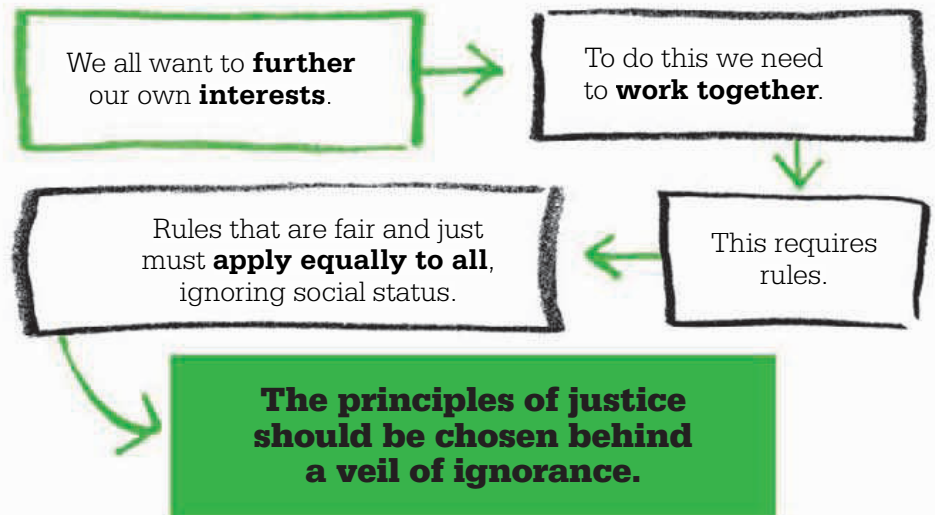 We all want to further
our own interests.
To do this we need
to work together.
This requires
rules.
Rules that are fair and just
must apply equally to all,
ignoring social status.
The principles of justice
should be chosen behind
a veil of ignorance.